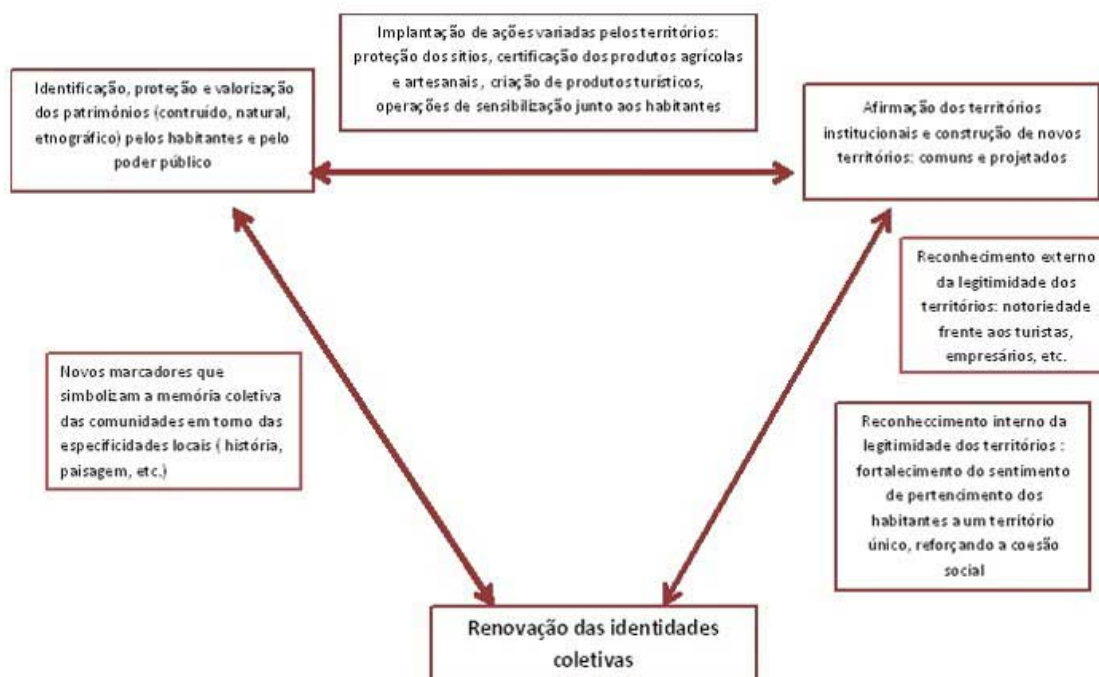 Implantação de ações variadas pelos territórios:
proteção dos sítios, certificação dos produtos agrícolas
e artesanais, criação de produtos turísticos,
operações de sensibilização junto aos habitantes
Identificação, proteção e valorização
dos patrimônios (contruído, natural,
etnográfico) pelos habitantes e pelo
poder público
Afirmação dos territórios
institucionais e construção de novos
territórios: comuns e projetados
Reconhecimento externo
da legitimidade dos
territórios: notoriedade
frente aos turistas,
empresários, etc.
Novos marcadores que
simbolizam a memória coletiva
das comunidades em torno das
especificidades locais ( história,
paisagem, etc.)
Reconheccimento interno da
legitimidade dos territórios :
fortalecimento do sentimento
de pertencimento dos
habitantes a um território
único, reforçando a coesão
social
Renovação das identidades
coletivas